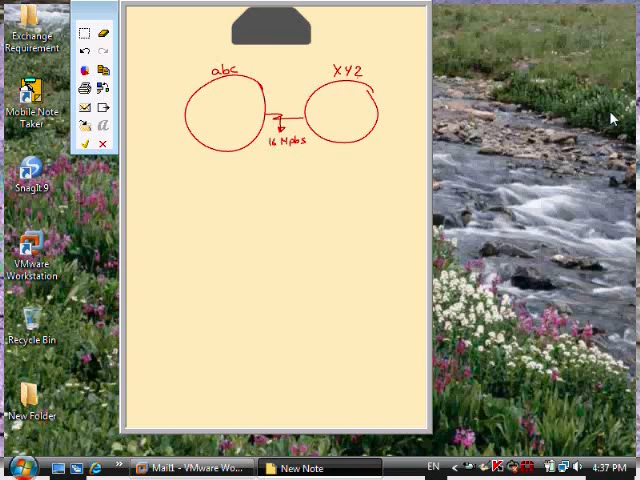 Exchange
Requirement
Mobile Note
Taker
SnagIt 9
VMware
Workstation
Recycle Bin
New Folder
abc
XYZ
16 Mpbs
Mail1 - VMware Wo...
New Note
EN
4:37 PM